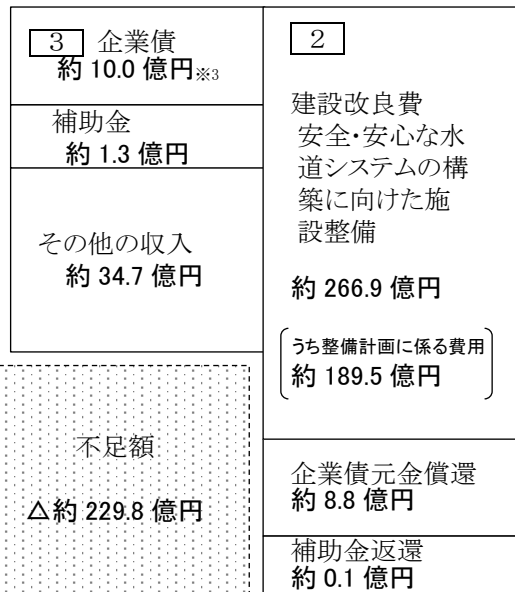 3 企業債
約 10.0 億円※3
補助金
約 1.3 億円
その他の収入
約 34.7 億円
不足額
△約 229.8 億円
2
建設改良費
安全・安心な水
道システムの構
築に向けた施
設整備
約 266.9 億円
うち整備計画に係る費用
約 189.5 億円
企業債元金償還
約 8.8 億円
補助金返還
約 0.1 億円